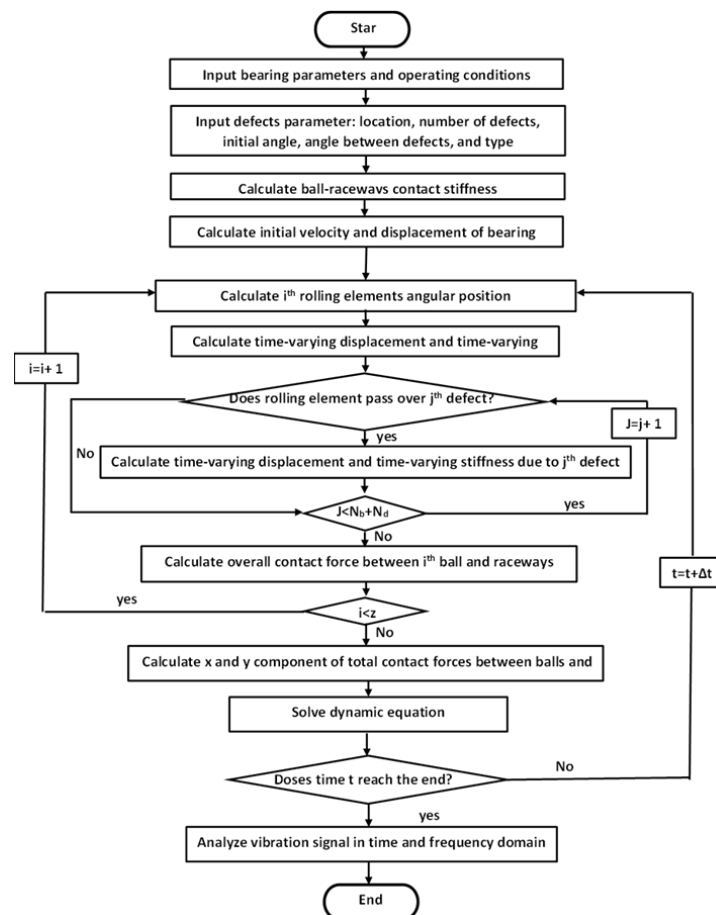 Star
Input bearing parameters and operating conditions
Input defects parameter: location, number of defects,
initial angle, angle between defects, and type
Calculate ball-raceways contact stiffness
Calculate initial velocity and displacement of bearing
Calculate iᵗʰ rolling elements angular position
Calculate time-varying displacement and time-varying
i=i+ 1
Does rolling element pass over jᵗʰ defect?
J=j+ 1
yes
No
Calculate time-varying displacement and time-varying stiffness due to jᵗʰ defect
J<N_b+N_d
yes
No
Calculate overall contact force between iᵗʰ ball and raceways
t=t+Δt
yes
i<z
No
Calculate x and y component of total contact forces between balls and
Solve dynamic equation
Doses time t reach the end?
No
yes
Analyze vibration signal in time and frequency domain
End